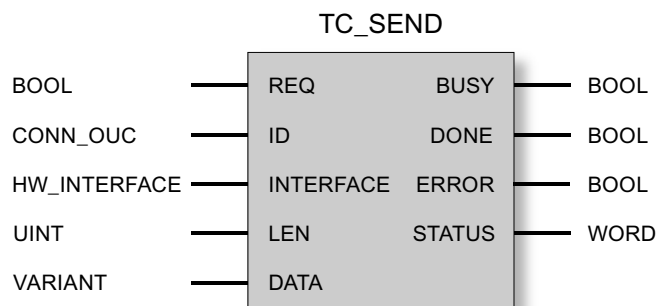 TC_SEND
BOOL REQ BUSY BOOL
CONN_OUC ID DONE BOOL
HW_INTERFACE INTERFACE ERROR BOOL
UINT LEN STATUS WORD
VARIANT DATA